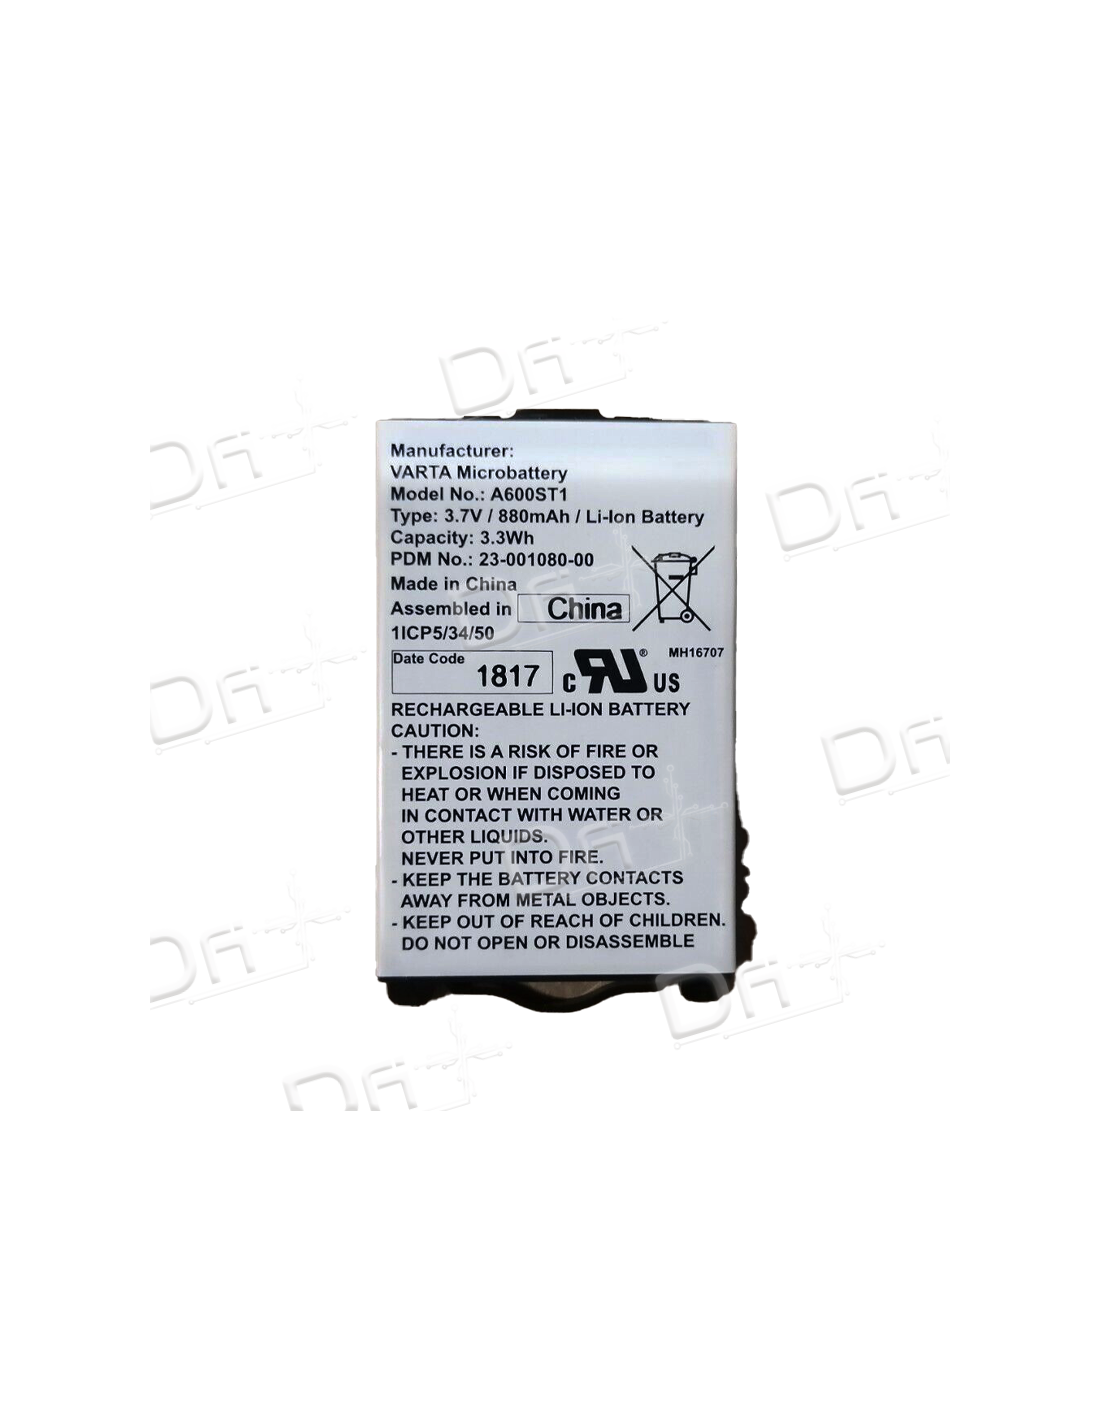 Manufacturer:
VARTA Microbattery
Model No.: A600ST1
Type: 3.7V / 880mAh / Li-Ion Battery
Capacity: 3.3Wh
PDM No.: 23-001080-00
Made in China
Assembled in China
1ICP5/34/50
Date Code 1817
c RU ® US
MH16707
RECHARGEABLE LI-ION BATTERY
CAUTION:
- THERE IS A RISK OF FIRE OR
EXPLOSION IF DISPOSED TO
HEAT OR WHEN COMING
IN CONTACT WITH WATER OR
OTHER LIQUIDS.
NEVER PUT INTO FIRE.
- KEEP THE BATTERY CONTACTS
AWAY FROM METAL OBJECTS.
- KEEP OUT OF REACH OF CHILDREN.
DO NOT OPEN OR DISASSEMBLE